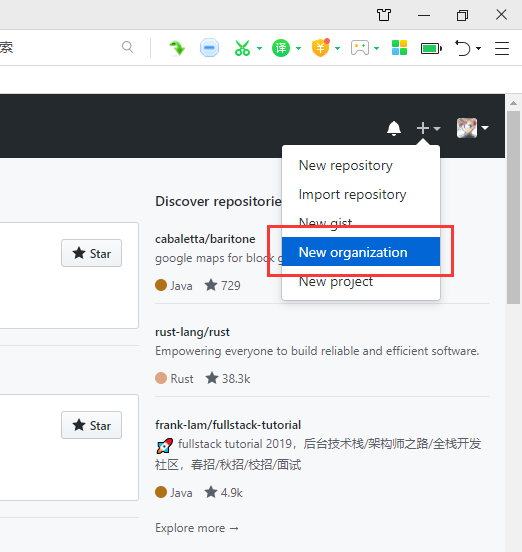 索
译
¥
New repository
Import repository
New gist
New organization
New project
Discover repositorie
Star
cabaletta/baritone
google maps for block g
Java 729
rust-lang/rust
Empowering everyone to build reliable and efficient software.
Rust 38.3k
Star
frank-lam/fullstack-tutorial
🚀 fullstack tutorial 2019，后台技术栈/架构师之路/全栈开发
社区，春招/秋招/校招/面试
Java 4.9k
Explore more →